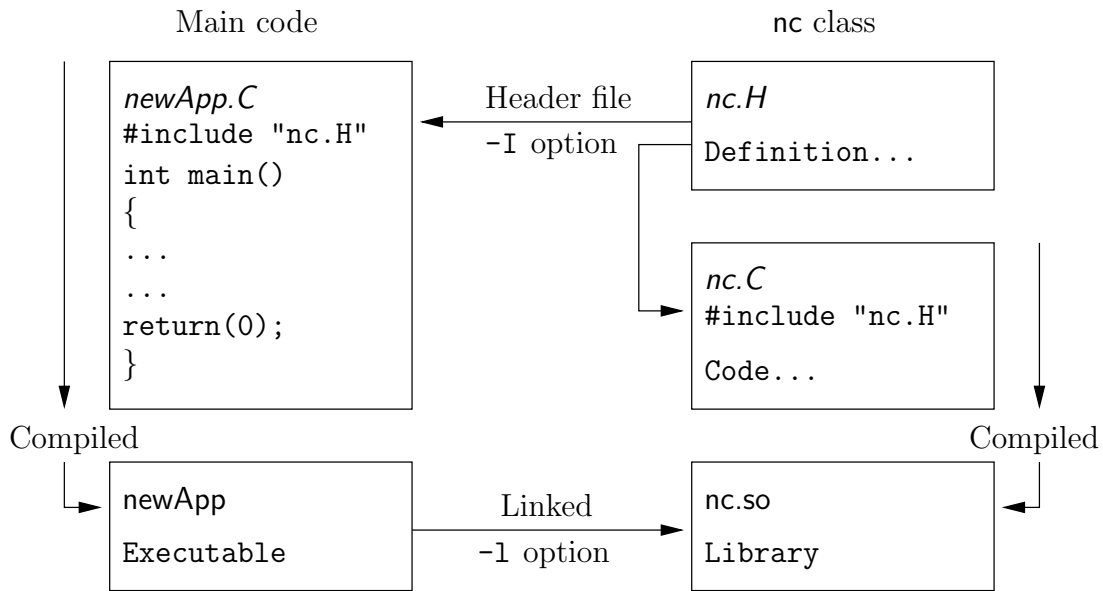 Main code
newApp.C
#include "nc.H"
int main()
{
...
...
return(0);
}
Header file
-I option
nc class
nc.H
Definition...
nc.C
#include "nc.H"
Code...
Compiled
Compiled
newApp
Executable
Linked
-l option
nc.so
Library